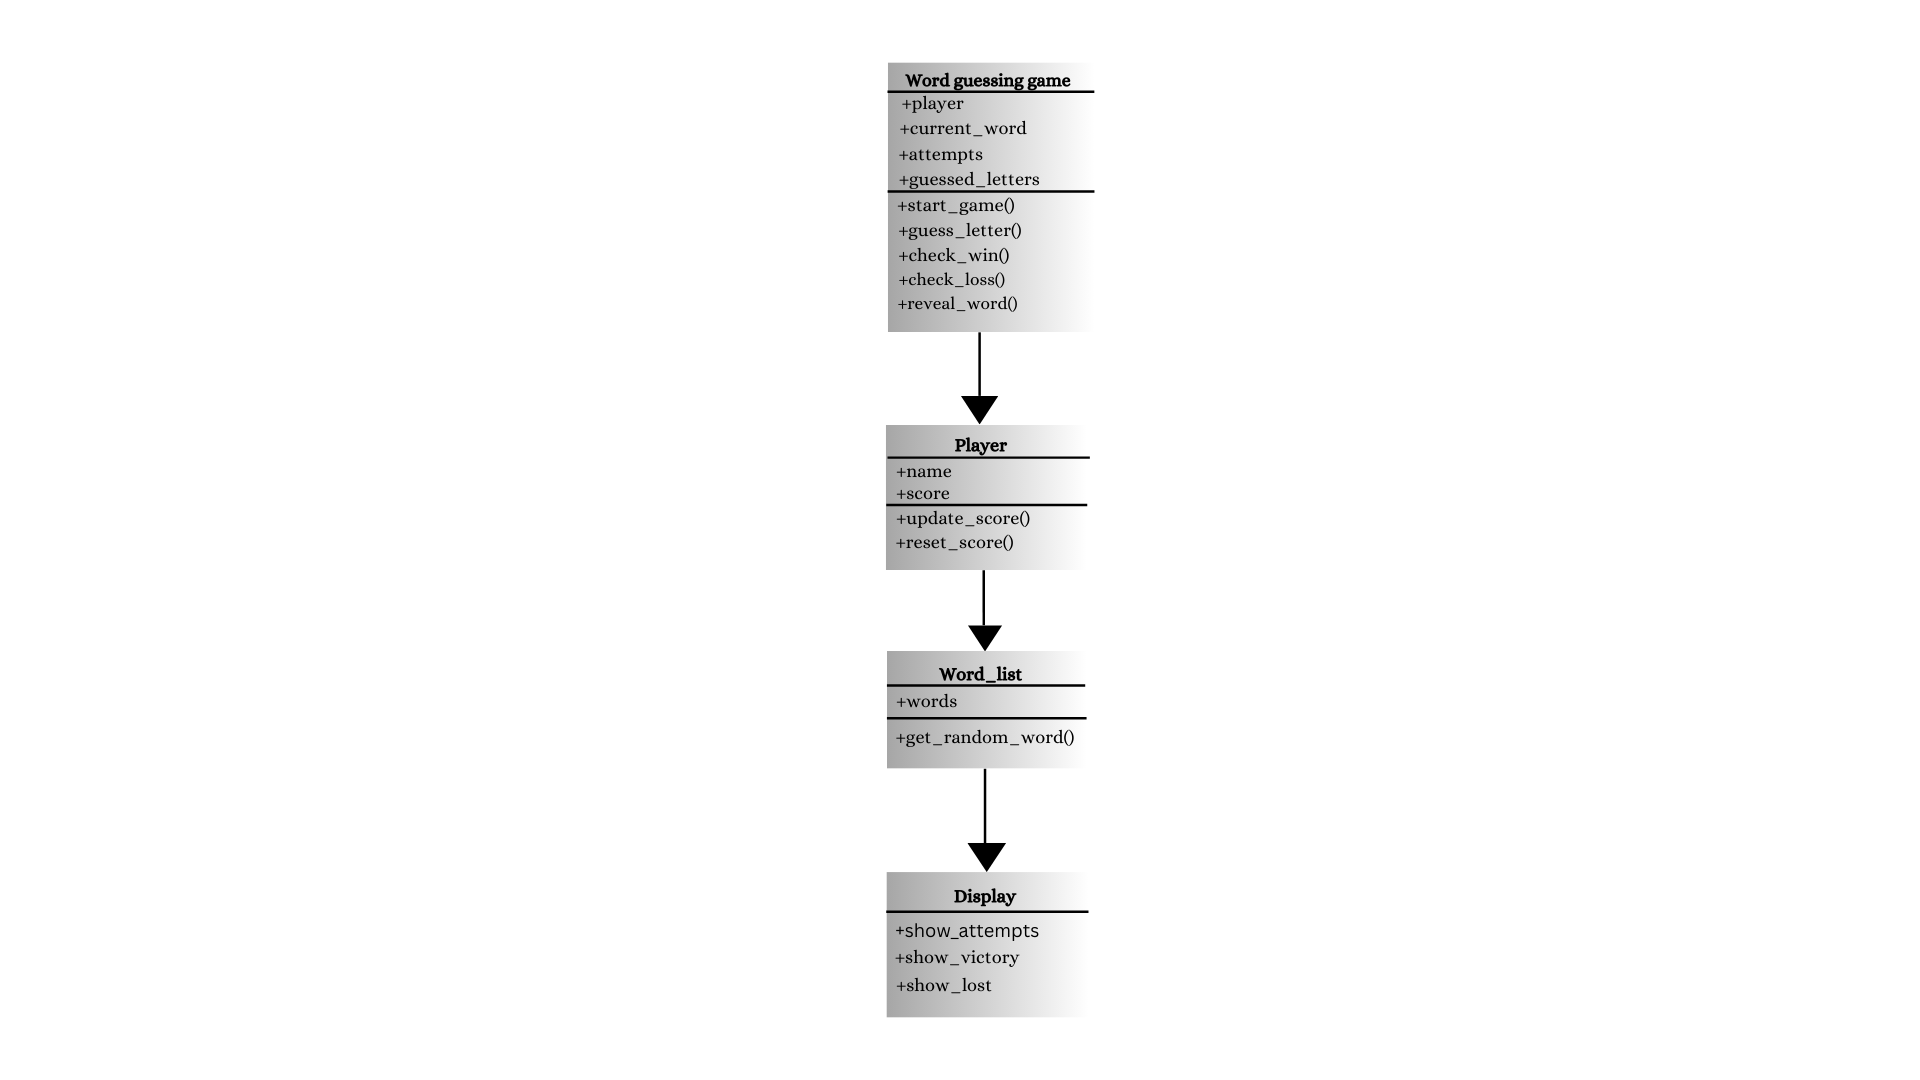 Word guessing game
+player
+current_word
+attempts
+guessed_letters
+start_game()
+guess_letter()
+check_win()
+check_loss()
+reveal_word()
Player
+name
+score
+update_score()
+reset_score()
Word_list
+words
+get_random_word()
Display
+show_attempts
+show_victory
+show_lost